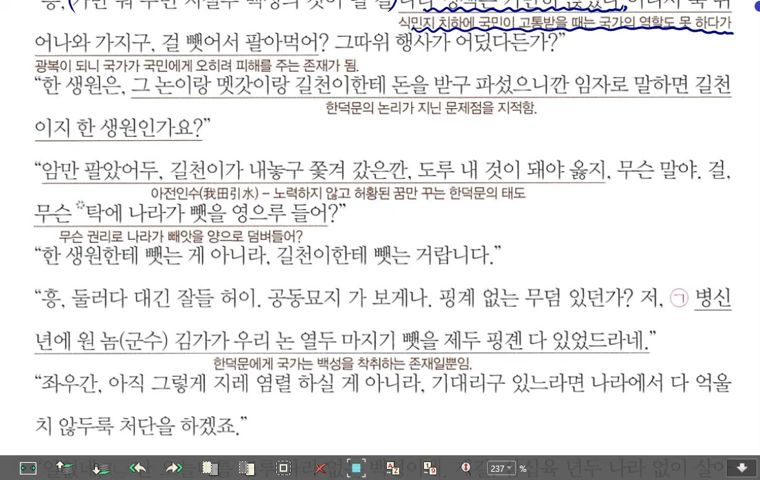 식민지 치하에 국민이 고통받을 때는 국가의 역할도 못 하다가
어나와 가지구, 걸 뺏어서 팔아먹어? 그따위 행사가 어딨다든가?"
광복이 되니 국가가 국민에게 오히려 피해를 주는 존재가 됨.
"한 생원은, 그 논이랑 멧갓이랑 길천이한테 돈을 받구 파섰으니깐 임자로 말하면 길천
한덕문의 논리가 지닌 문제점을 지적함.
이지 한 생원인가요?"
"암만 팔았어두, 길천이가 내놓구 쫓겨 갔은깐, 도루 내 것이 돼야 옳지, 무슨 말야. 걸,
아전인수(我田引水) – 노력하지 않고 허황된 꿈만 꾸는 한덕문의 태도
무슨 *탁에 나라가 뺏을 영으루 들어?"
무슨 권리로 나라가 빼앗을 양으로 덤벼들어?
"한 생원한테 뺏는 게 아니라, 길천이한테 뺏는 거랍니다."
"흥, 둘러다 대긴 잘들 허이. 공동묘지 가 보게나. 핑계 없는 무덤 있던가? 저, ㉠ 병신
년에 원 놈(군수) 김가가 우리 논 열두 마지기 뺏을 제두 핑곈 다 있었드라네."
한덕문에게 국가는 백성을 착취하는 존재일뿐임.
"좌우간, 아직 그렇게 지레 염렬 하실 게 아니라, 기대리구 있느라면 나라에서 다 억울
치 않두룩 처단을 하겠죠."
237 %